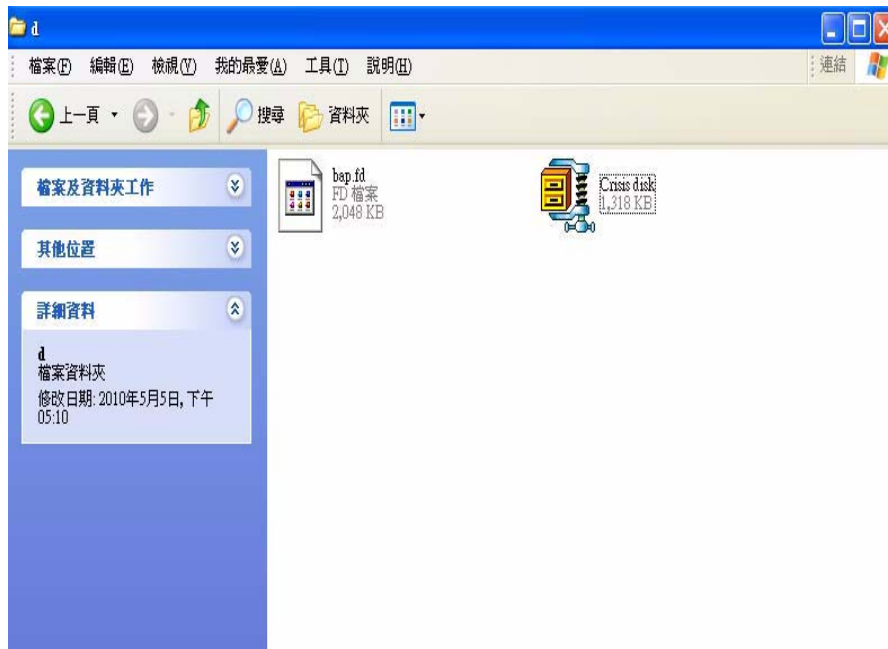 d
檔案(F) 編輯(E) 檢視(V) 我的最愛(A) 工具(T) 說明(H) 連結
上一頁 搜尋 資料夾
檔案及資料夾工作
其他位置
詳細資料
d
檔案資料夾
修改日期: 2010年5月5日, 下午
05:10
bap.fd
FD 檔案
2,048 KB
Crisis disk
1,318 KB